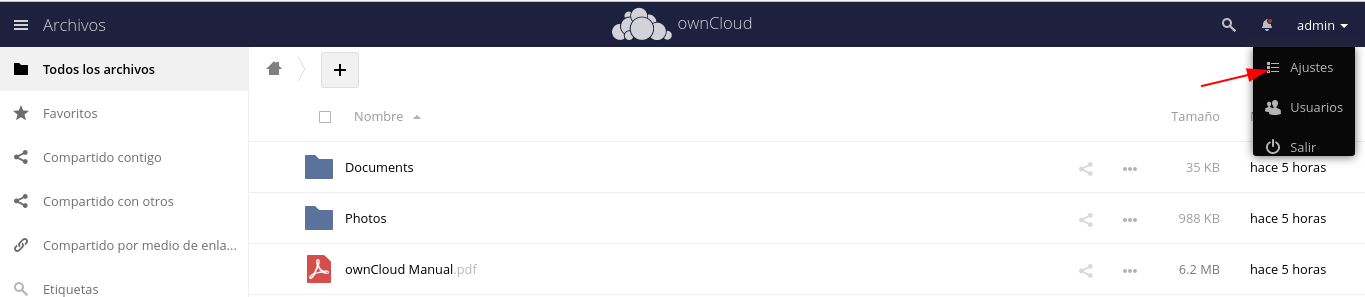 Archivos
ownCloud
admin
Todos los archivos
Favoritos
Compartido contigo
Compartido con otros
Compartido por medio de enla...
Etiquetas
Ajustes
Usuarios
Salir
Nombre Tamaño
Documents 35 KB hace 5 horas
Photos 988 KB hace 5 horas
ownCloud Manual.pdf 6.2 MB hace 5 horas